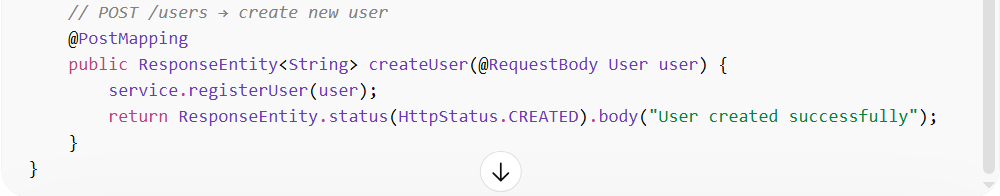 // POST /users → create new user
@PostMapping
public ResponseEntity<String> createUser(@RequestBody User user) {
service.registerUser(user);
return ResponseEntity.status(HttpStatus.CREATED).body("User created successfully");
}
}